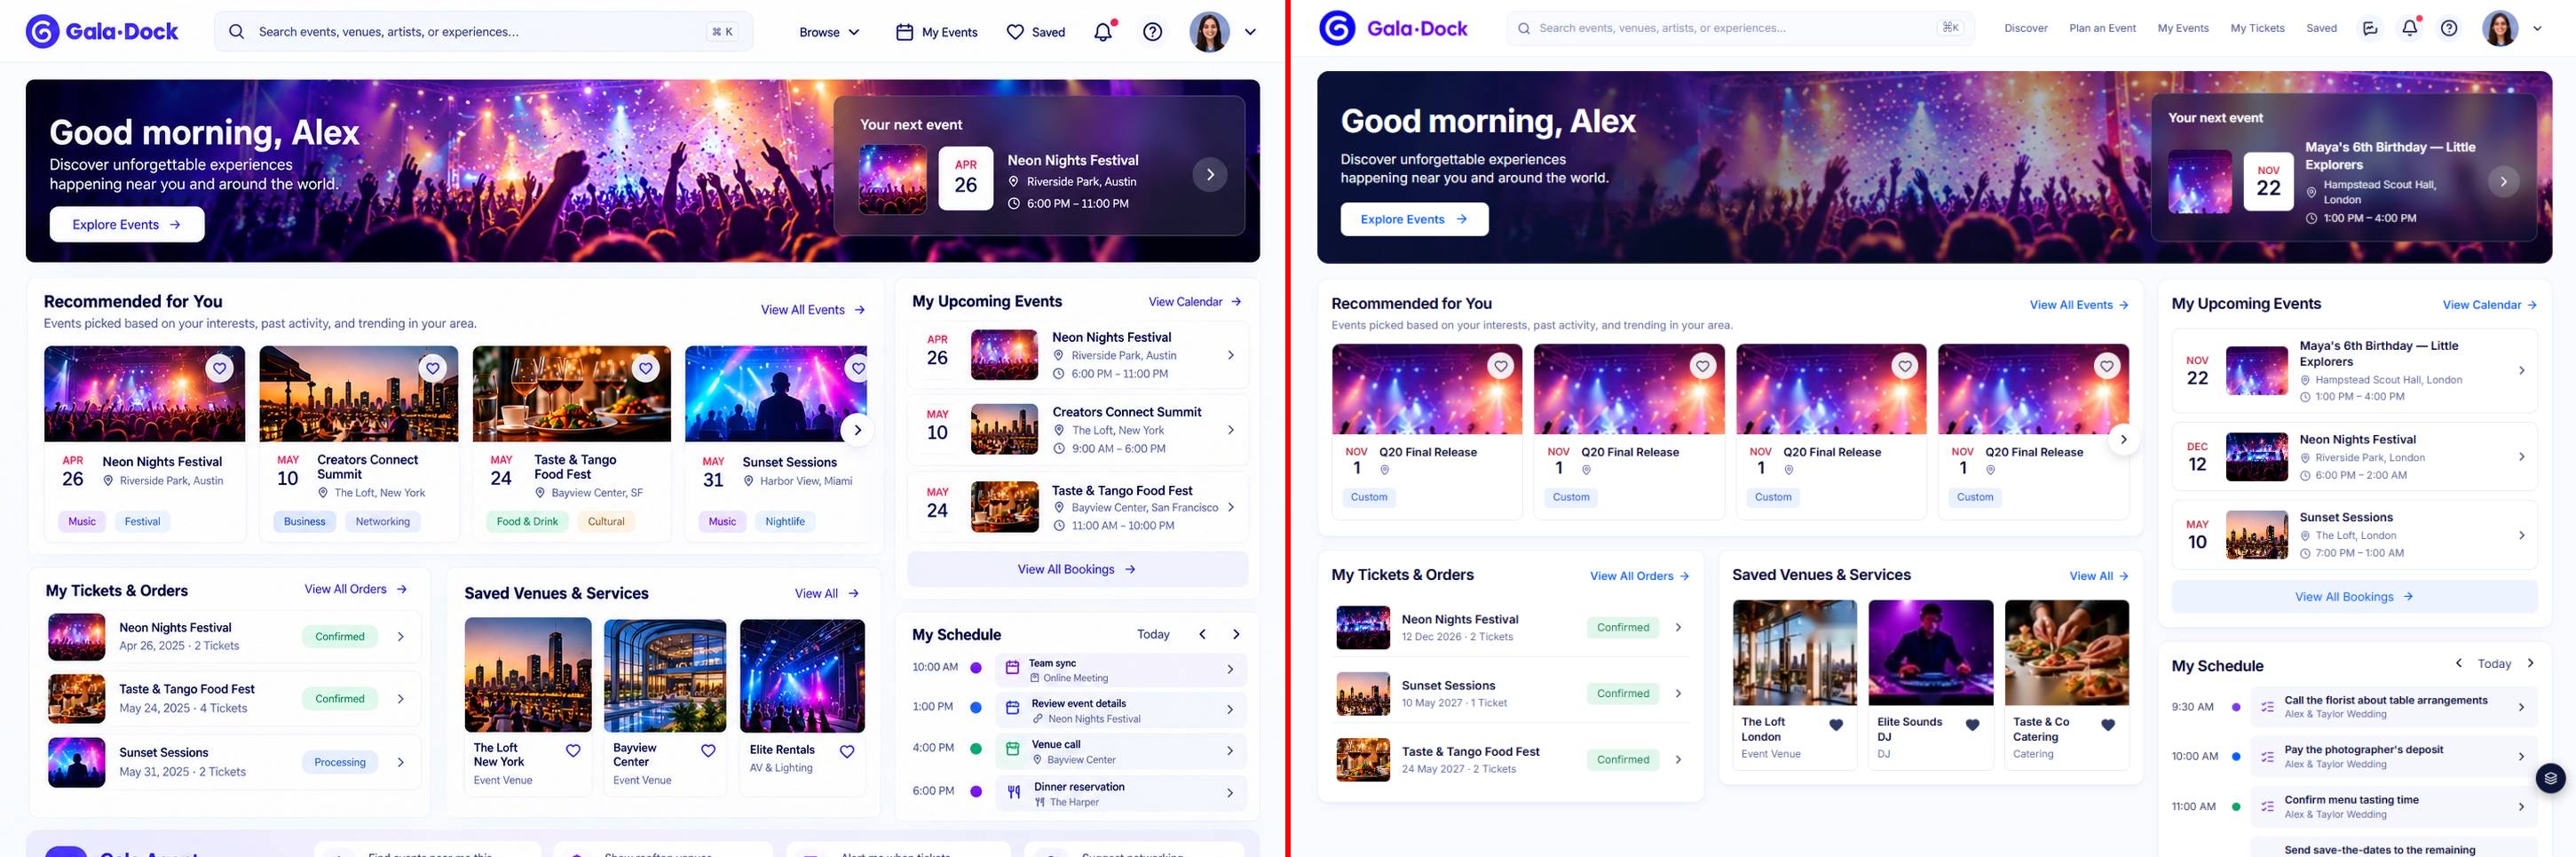 Gala·Dock
Search events, venues, artists, or experiences...
⌘ K
Browse
My Events
Saved
Good morning, Alex
Discover unforgettable experiences
happening near you and around the world.
Explore Events →
Your next event
APR
26
Neon Nights Festival
Riverside Park, Austin
6:00 PM – 11:00 PM
Recommended for You
View All Events →
Events picked based on your interests, past activity, and trending in your area.
APR
26
Neon Nights Festival
Riverside Park, Austin
Music
Festival
MAY
10
Creators Connect
Summit
The Loft, New York
Business
Networking
MAY
24
Taste & Tango
Food Fest
Bayview Center, SF
Food & Drink
Cultural
MAY
31
Sunset Sessions
Harbor View, Miami
Music
Nightlife
My Upcoming Events
View Calendar →
APR
26
Neon Nights Festival
Riverside Park, Austin
6:00 PM – 11:00 PM
MAY
10
Creators Connect Summit
The Loft, New York
9:00 AM – 6:00 PM
MAY
24
Taste & Tango Food Fest
Bayview Center, San Francisco
11:00 AM – 10:00 PM
View All Bookings →
My Tickets & Orders
View All Orders →
Neon Nights Festival
Apr 26, 2025 · 2 Tickets
Confirmed
Taste & Tango Food Fest
May 24, 2025 · 4 Tickets
Confirmed
Sunset Sessions
May 31, 2025 · 2 Tickets
Processing
Saved Venues & Services
View All →
The Loft
New York
Event Venue
Bayview
Center
Event Venue
Elite Rentals
AV & Lighting
My Schedule
Today
10:00 AM
Team sync
Online Meeting
1:00 PM
Review event details
Neon Nights Festival
4:00 PM
Venue call
Bayview Center
6:00 PM
Dinner reservation
The Harper
Gala Agent
Find events near me this
Show rooftop venues
Alert me when tickets
Suggest networking
Gala·Dock
Search events, venues, artists, or experiences...
⌘K
Discover
Plan an Event
My Events
My Tickets
Saved
Good morning, Alex
Discover unforgettable experiences
happening near you and around the world.
Explore Events →
Your next event
NOV
22
Maya's 6th Birthday — Little
Explorers
Hampstead Scout Hall,
London
1:00 PM – 4:00 PM
Recommended for You
View All Events →
Events picked based on your interests, past activity, and trending in your area.
NOV
1
Q20 Final Release
Custom
NOV
1
Q20 Final Release
Custom
NOV
1
Q20 Final Release
Custom
NOV
1
Q20 Final Release
Custom
My Upcoming Events
View Calendar →
NOV
22
Maya's 6th Birthday — Little
Explorers
Hampstead Scout Hall, London
1:00 PM – 4:00 PM
DEC
12
Neon Nights Festival
Riverside Park, London
6:00 PM – 2:00 AM
MAY
10
Sunset Sessions
The Loft, London
7:00 PM – 1:00 AM
View All Bookings →
My Tickets & Orders
View All Orders →
Neon Nights Festival
12 Dec 2026 · 2 Tickets
Confirmed
Sunset Sessions
10 May 2027 · 1 Ticket
Confirmed
Taste & Tango Food Fest
24 May 2027 · 2 Tickets
Confirmed
Saved Venues & Services
View All →
The Loft
London
Event Venue
Elite Sounds
DJ
DJ
Taste & Co
Catering
Catering
My Schedule
Today
9:30 AM
Call the florist about table arrangements
Alex & Taylor Wedding
10:00 AM
Pay the photographer's deposit
Alex & Taylor Wedding
11:00 AM
Confirm menu tasting time
Alex & Taylor Wedding
Send save-the-dates to the remaining